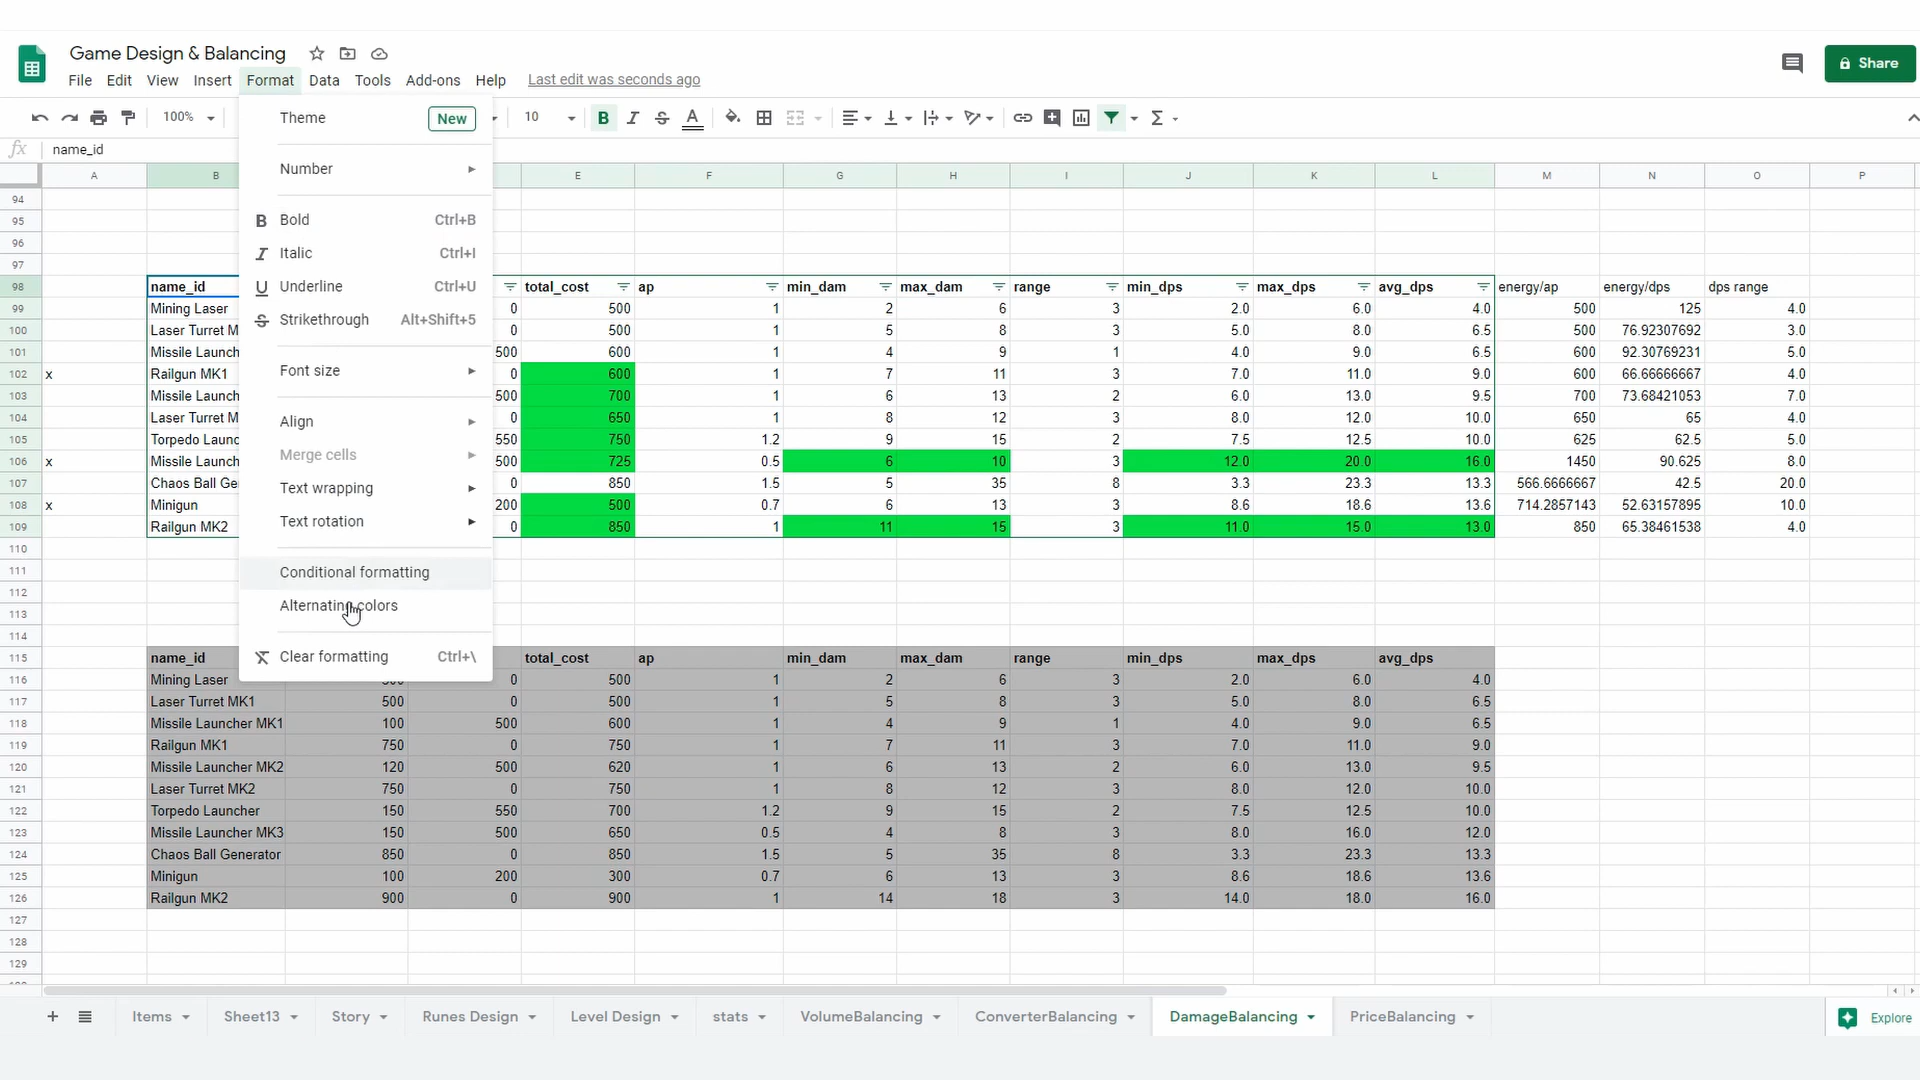 Game Design & Balancing
File Edit View Insert Format Data Tools Add-ons Help Last edit was seconds ago
Share
100% 10 B I S A
fx name_id
A B E F G H I J K L M N O P
Theme New
Number
B Bold Ctrl+B
I Italic Ctrl+I
U Underline Ctrl+U
S Strikethrough Alt+Shift+5
Font size
Align
Merge cells
Text wrapping
Text rotation
Conditional formatting
Alternating colors
Clear formatting Ctrl+\
94
95
96
97
98 name_id total_cost ap min_dam max_dam range min_dps max_dps avg_dps energy/ap energy/dps dps range
99 Mining Laser 0 500 1 2 6 3 2.0 6.0 4.0 500 125 4.0
100 Laser Turret M 0 500 1 5 8 3 5.0 8.0 6.5 500 76.92307692 3.0
101 Missile Launch 500 600 1 4 9 1 4.0 9.0 6.5 600 92.30769231 5.0
102 x Railgun MK1 0 600 1 7 11 3 7.0 11.0 9.0 600 66.66666667 4.0
103 Missile Launch 500 700 1 6 13 2 6.0 13.0 9.5 700 73.68421053 7.0
104 Laser Turret M 0 650 1 8 12 3 8.0 12.0 10.0 650 65 4.0
105 Torpedo Launc 550 750 1.2 9 15 2 7.5 12.5 10.0 625 62.5 5.0
106 x Missile Launch 500 725 0.5 6 10 3 12.0 20.0 16.0 1450 90.625 8.0
107 Chaos Ball Ge 0 850 1.5 5 35 8 3.3 23.3 13.3 566.6666667 42.5 20.0
108 x Minigun 200 500 0.7 6 13 3 8.6 18.6 13.6 714.2857143 52.63157895 10.0
109 Railgun MK2 0 850 1 11 15 3 11.0 15.0 13.0 850 65.38461538 4.0
110
111
112
113
114
115 name_id total_cost ap min_dam max_dam range min_dps max_dps avg_dps
116 Mining Laser 0 500 1 2 6 3 2.0 6.0 4.0
117 Laser Turret MK1 500 0 500 1 5 8 3 5.0 8.0 6.5
118 Missile Launcher MK1 100 500 600 1 4 9 1 4.0 9.0 6.5
119 Railgun MK1 750 0 750 1 7 11 3 7.0 11.0 9.0
120 Missile Launcher MK2 120 500 620 1 6 13 2 6.0 13.0 9.5
121 Laser Turret MK2 750 0 750 1 8 12 3 8.0 12.0 10.0
122 Torpedo Launcher 150 550 700 1.2 9 15 2 7.5 12.5 10.0
123 Missile Launcher MK3 150 500 650 0.5 4 8 3 8.0 16.0 12.0
124 Chaos Ball Generator 850 0 850 1.5 5 35 8 3.3 23.3 13.3
125 Minigun 100 200 300 0.7 6 13 3 8.6 18.6 13.6
126 Railgun MK2 900 0 900 1 14 18 3 14.0 18.0 16.0
127
128
129
Items Sheet13 Story Runes Design Level Design stats VolumeBalancing ConverterBalancing DamageBalancing PriceBalancing Explore